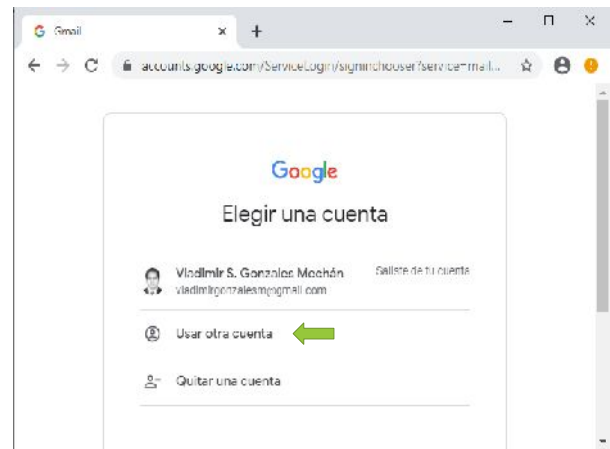 Gmail
accounts.google.com/ServiceLogin/signinchooser?service=mail...
Google
Elegir una cuenta
Vladimir S. Gonzales Mechán
Saliste de tu cuenta
vladimirgonzalesm@gmail.com
Usar otra cuenta
Quitar una cuenta